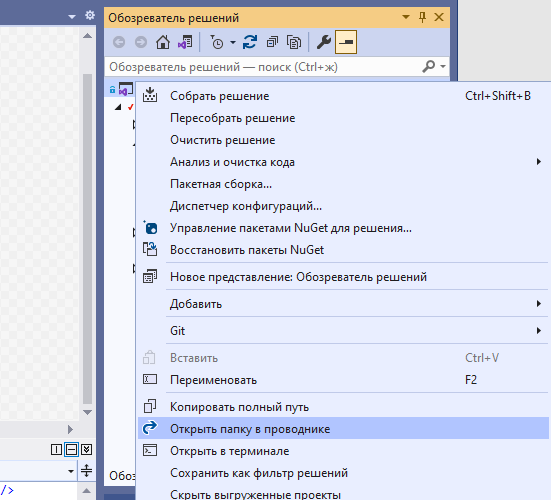 Обозреватель решений
Обозреватель решений — поиск (Ctrl+ж)
Собрать решение Ctrl+Shift+B
Пересобрать решение
Очистить решение
Анализ и очистка кода
Пакетная сборка...
Диспетчер конфигураций...
Управление пакетами NuGet для решения...
Восстановить пакеты NuGet
Новое представление: Обозреватель решений
Добавить
Git
Вставить Ctrl+V
Переименовать F2
Копировать полный путь
Открыть папку в проводнике
Открыть в терминале
Сохранить как фильтр решений
Обоз
Скрыть выгруженные проекты
/>